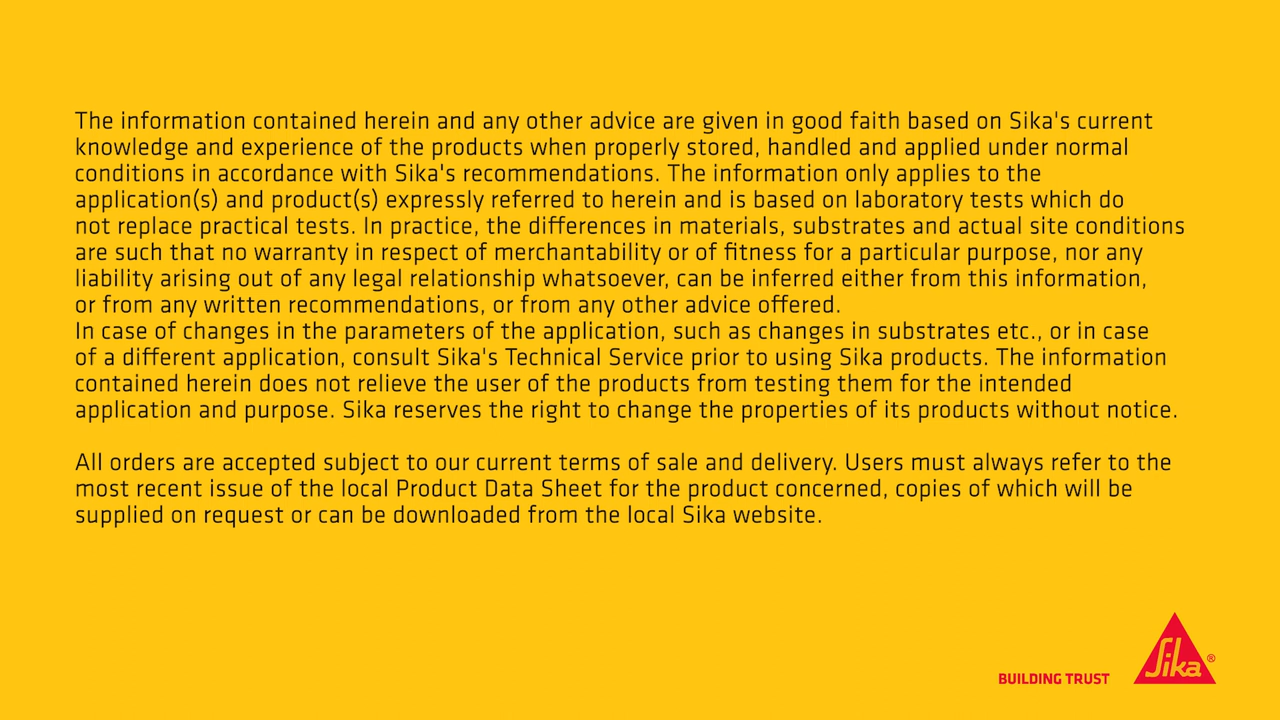 The information contained herein and any other advice are given in good faith based on Sika's current
knowledge and experience of the products when properly stored, handled and applied under normal
conditions in accordance with Sika's recommendations. The information only applies to the
application(s) and product(s) expressly referred to herein and is based on laboratory tests which do
not replace practical tests. In practice, the differences in materials, substrates and actual site conditions
are such that no warranty in respect of merchantability or of fitness for a particular purpose, nor any
liability arising out of any legal relationship whatsoever, can be inferred either from this information,
or from any written recommendations, or from any other advice offered.
In case of changes in the parameters of the application, such as changes in substrates etc., or in case
of a different application, consult Sika's Technical Service prior to using Sika products. The information
contained herein does not relieve the user of the products from testing them for the intended
application and purpose. Sika reserves the right to change the properties of its products without notice.
All orders are accepted subject to our current terms of sale and delivery. Users must always refer to the
most recent issue of the local Product Data Sheet for the product concerned, copies of which will be
supplied on request or can be downloaded from the local Sika website.
BUILDING TRUST
Sika®